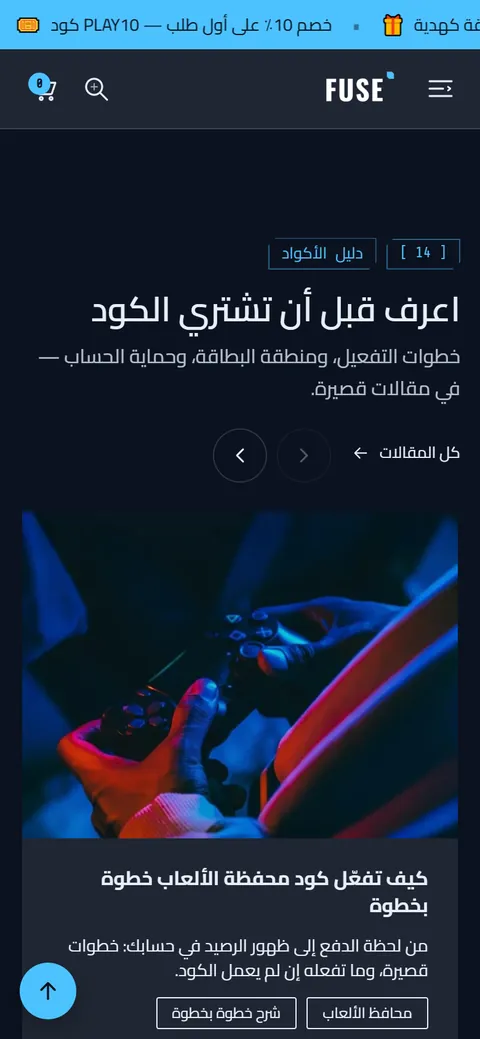 قة كهدية
خصم 10٪ على أول طلب — PLAY10 كود
FUSE
0
[ 14 ]
دليل الأكواد
اعرف قبل أن تشتري الكود
خطوات التفعيل، ومنطقة البطاقة، وحماية الحساب —
في مقالات قصيرة.
كل المقالات ←
كيف تفعّل كود محفظة الألعاب خطوة
بخطوة
من لحظة الدفع إلى ظهور الرصيد في حسابك: خطوات
قصيرة، وما تفعله إن لم يعمل الكود.
محافظ الألعاب
شرح خطوة بخطوة